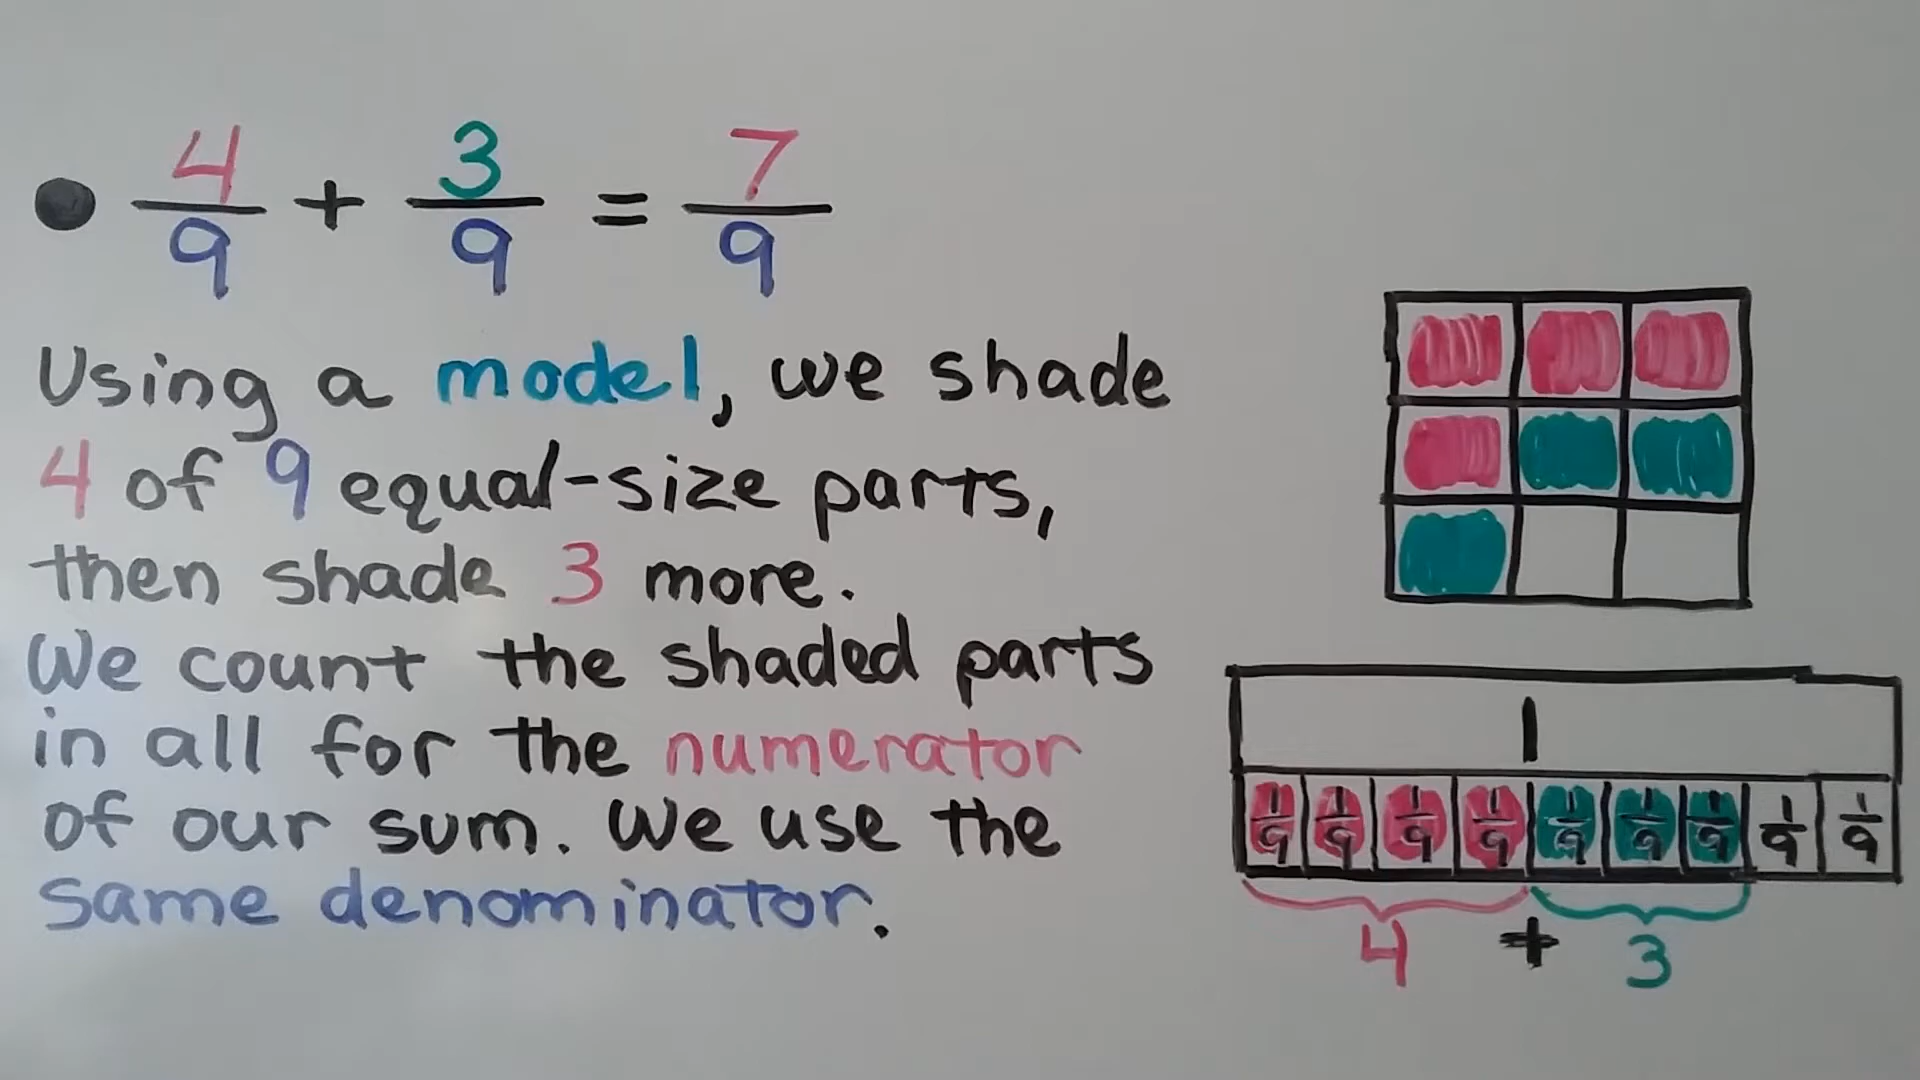 4/9 + 3/9 = 7/9
Using a model, we shade
4 of 9 equal-size parts,
then shade 3 more.
We count the shaded parts
in all for the numerator
of our sum. We use the
same denominator.
1
1/9 1/9 1/9 1/9 1/9 1/9 1/9 1/9 1/9
4 + 3